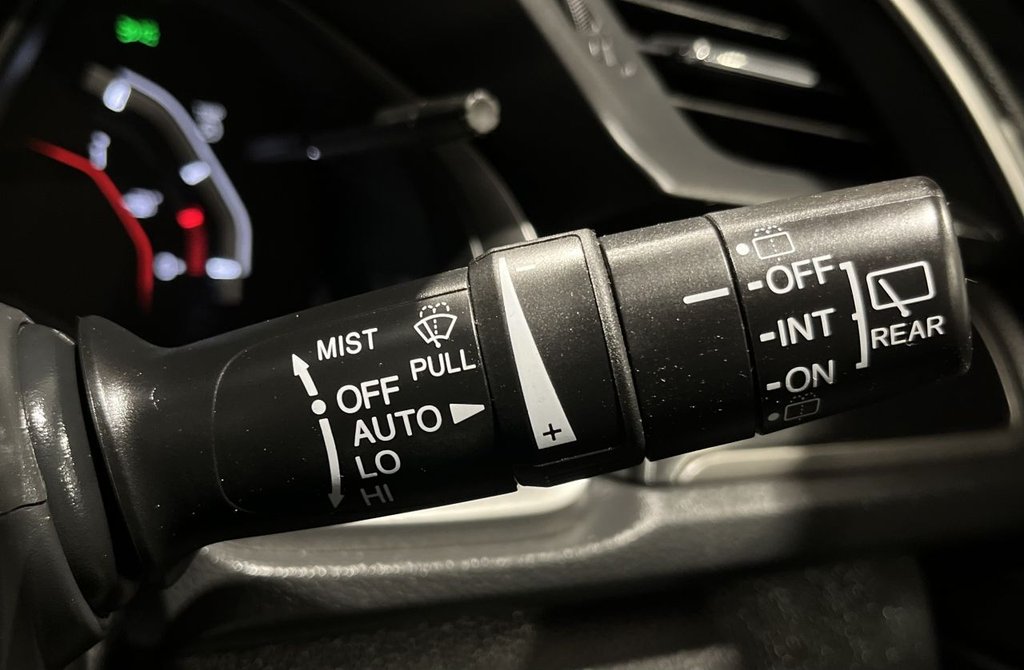 MIST
PULL
OFF
AUTO
LO
HI
-
+
OFF
INT
ON
REAR